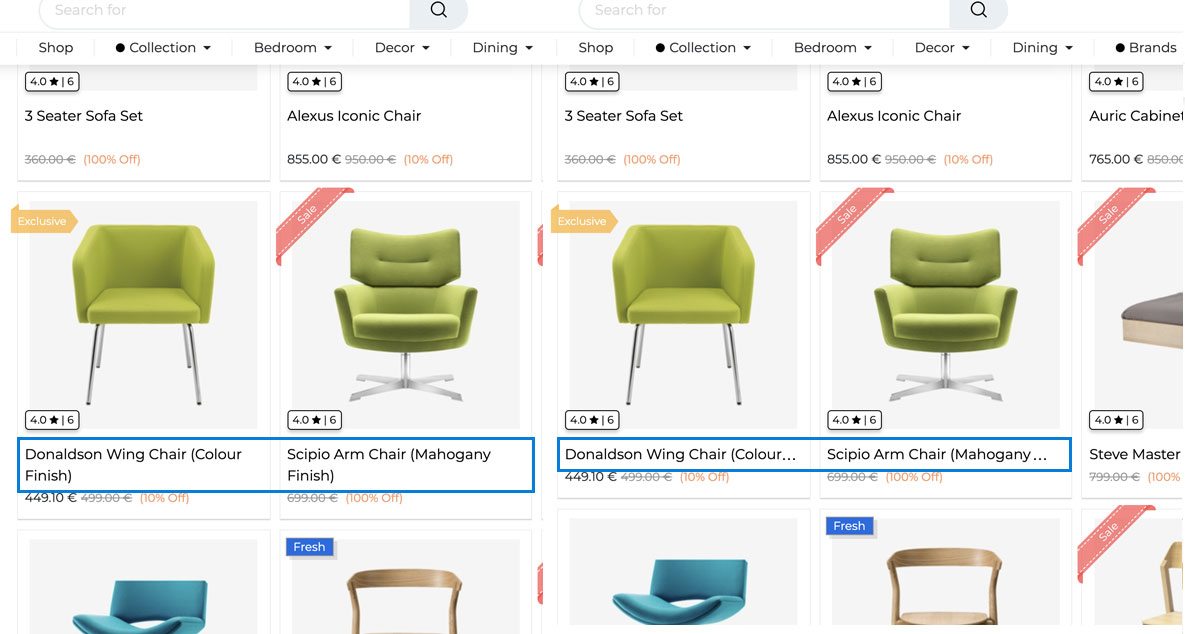 Search for Search for
Shop ● Collection Bedroom Decor Dining Shop ● Collection Bedroom Decor Dining ● Brands
4.0 ★ | 6 4.0 ★ | 6 4.0 ★ | 6 4.0 ★ | 6 4.0 ★ | 6
3 Seater Sofa Set Alexus Iconic Chair 3 Seater Sofa Set Alexus Iconic Chair Auric Cabinet
360.00 € (100% Off) 855.00 € 950.00 € (10% Off) 360.00 € (100% Off) 855.00 € 950.00 € (10% Off) 765.00 € 850.00
Exclusive Sale Exclusive Sale Sale
4.0 ★ | 6 4.0 ★ | 6 4.0 ★ | 6 4.0 ★ | 6 4.0 ★ | 6
Donaldson Wing Chair (Colour Scipio Arm Chair (Mahogany Donaldson Wing Chair (Colour... Scipio Arm Chair (Mahogany ... Steve Master
Finish) Finish) 449.10 € 499.00 € (10% Off) 699.00 € (100% Off) 799.00 € (100%
449.10 € 499.00 € (10% Off) 699.00 € (100% Off)
Fresh Fresh Sale